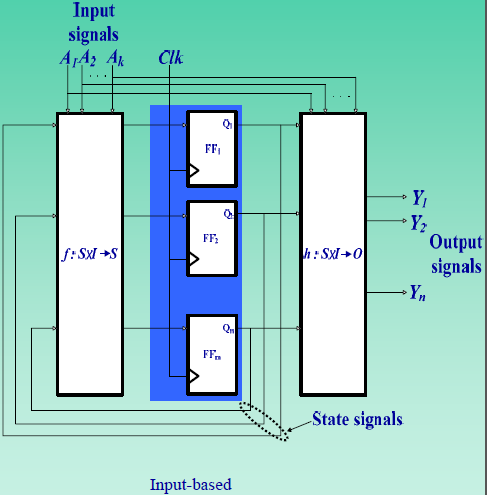 Input
signals
A1 A2 ... Ak Clk
...
Q1
FF1
Q2
FF2
Qm
FFm
f : SxI→S
h : SxI→O
Y1
Y2
Output
signals
Yn
State signals
Input-based